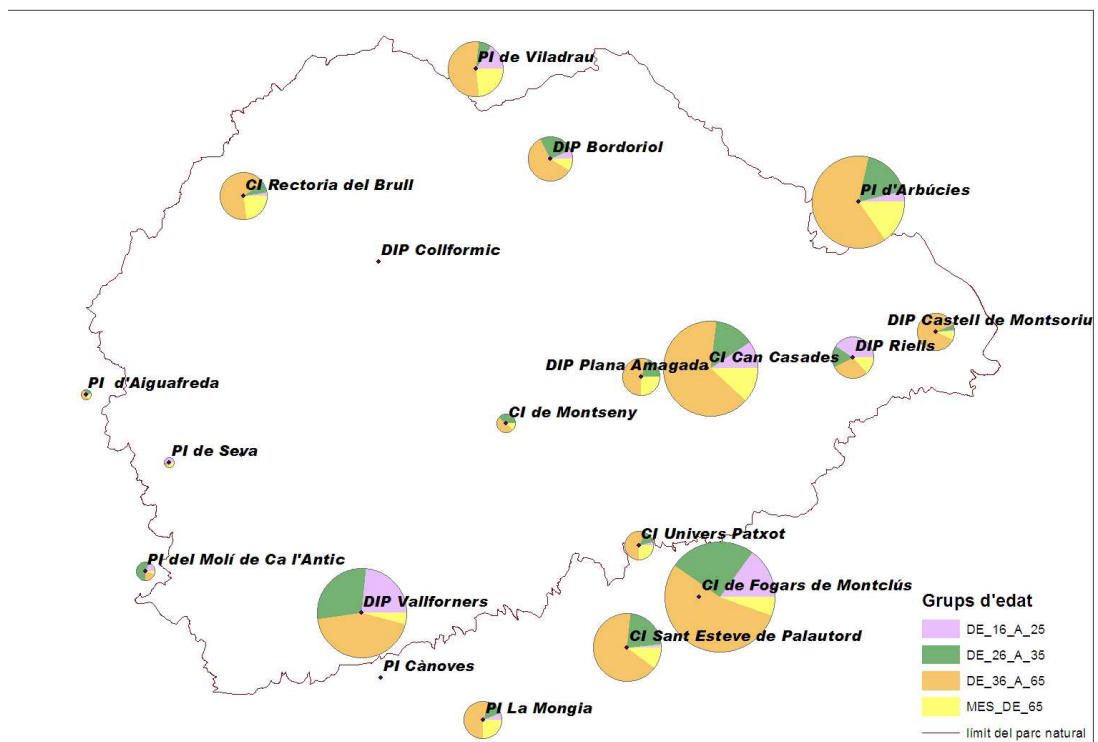 PI de Viladrau
DIP Bordoriol
CI Rectoria del Brull
PI d'Arbúcies
DIP Collformic
DIP Castell de Montsoriu
DIP Riells
CI Can Casades
DIP Plana Amagada
PI d'Aiguafreda
CI de Montseny
PI de Seva
CI Univers Patxot
PI del Molí de Ca l'Antic
CI de Fogars de Montclús
DIP Vallforners
CI Sant Esteve de Palautord
PI Cànoves
PI La Mongia
Grups d'edat
DE_16_A_25
DE_26_A_35
DE_36_A_65
MES_DE_65
límit del parc natural